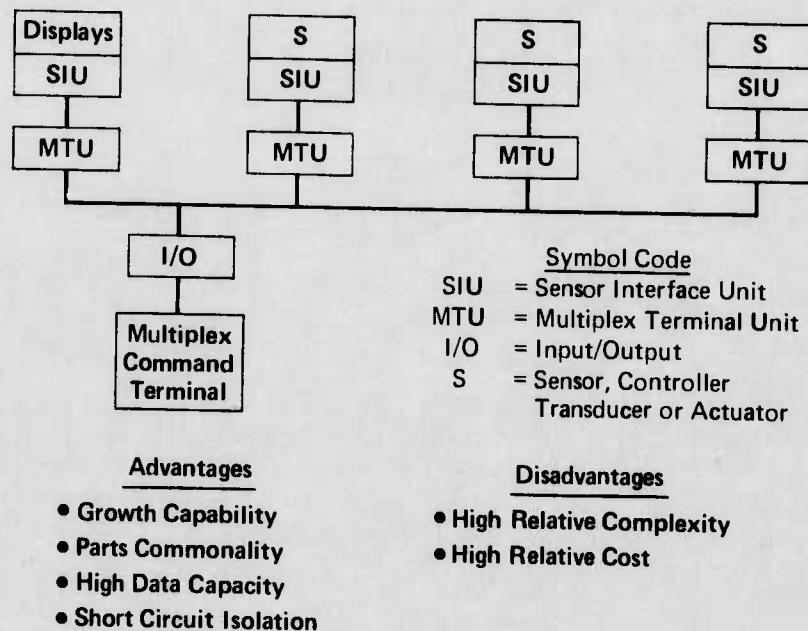 Displays S S S
SIU SIU SIU SIU
MTU MTU MTU MTU
I/O
Multiplex
Command
Terminal
Symbol Code
SIU = Sensor Interface Unit
MTU = Multiplex Terminal Unit
I/O = Input/Output
S = Sensor, Controller
Transducer or Actuator
Advantages
• Growth Capability
• Parts Commonality
• High Data Capacity
• Short Circuit Isolation
Disadvantages
• High Relative Complexity
• High Relative Cost